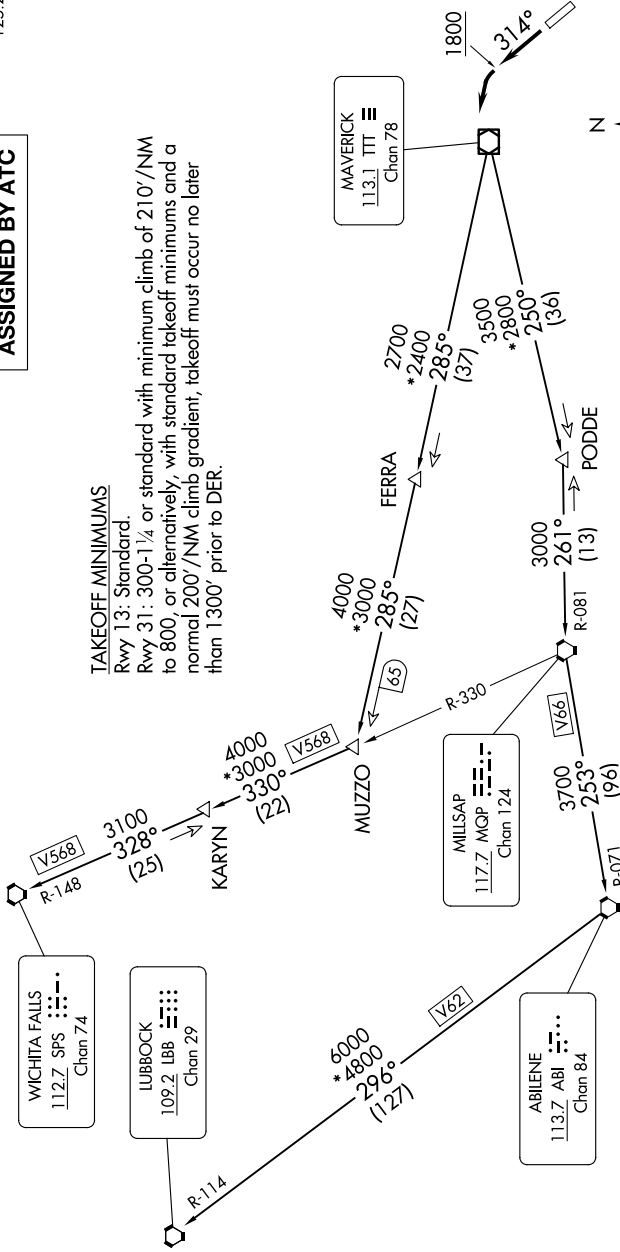 ASSIGNED BY ATC
TAKEOFF MINIMUMS
Rwy 13: Standard.
Rwy 31: 300-1¼ or standard with minimum climb of 210'/NM
to 800, or alternatively, with standard takeoff minimums and a
normal 200'/NM climb gradient, takeoff must occur no later
than 1300' prior to DER.
WICHITA FALLS
112.7 SPS
Chan 74
LUBBOCK
109.2 LBB
Chan 29
R-148
V568
3100
328°
(25)
KARYN
4000
*3000
330°
(22)
V568
MUZZO
65
4000
*3000
285°
(27)
FERRA
2700
*2400
285°
(37)
MAVERICK
113.1 TTT
Chan 78
1800
314°
N
3500
*2800
250°
(36)
PODDE
3000
261°
(13)
R-081
R-330
MILLSAP
117.7 MQP
Chan 124
V66
3700
253°
(96)
R-071
ABILENE
113.7 ABI
Chan 84
V62
6000
*4800
296°
(127)
R-114